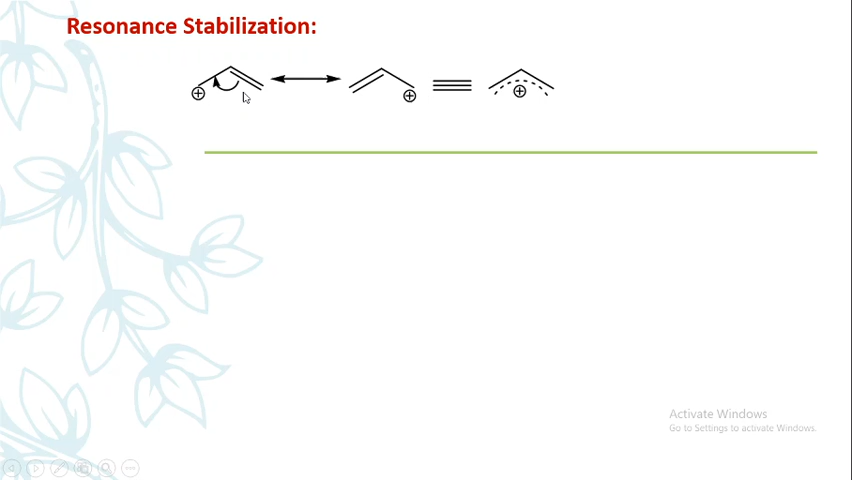 Resonance Stabilization:
Activate Windows
Go to Settings to activate Windows.